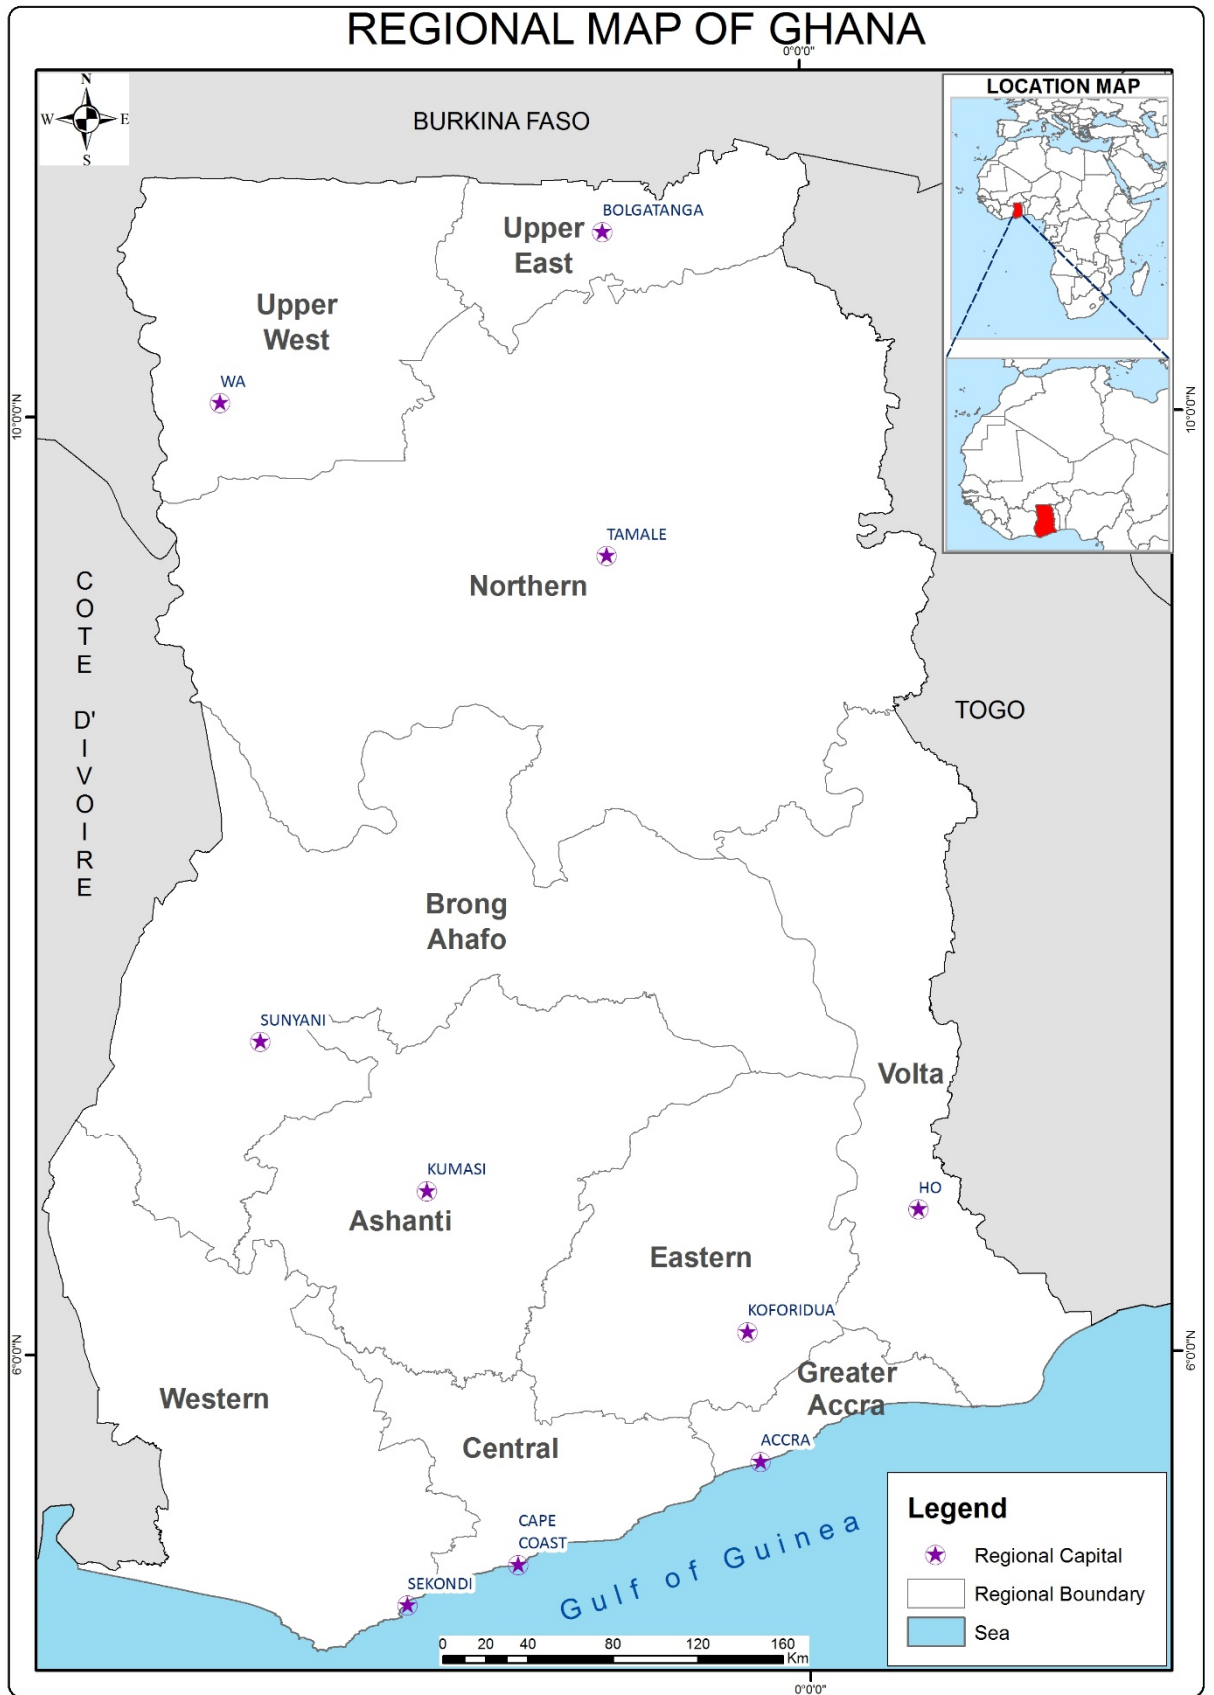 REGIONAL MAP OF GHANA
0°0'0"
N
W
E
S
LOCATION MAP
BURKINA FASO
BOLGATANGA
Upper
East
Upper
West
WA
10°0'0"N
10°0'0"N
TAMALE
Northern
COTE D'IVOIRE
TOGO
Brong
Ahafo
SUNYANI
Volta
KUMASI
Ashanti
HO
Eastern
KOFORIDUA
6°0'0"N
6°0'0"N
Greater
Accra
Western
Central
ACCRA
CAPE
COAST
SEKONDI
Gulf of Guinea
Legend
Regional Capital
Regional Boundary
Sea
0 20 40 80 120 160
Km
0°0'0"